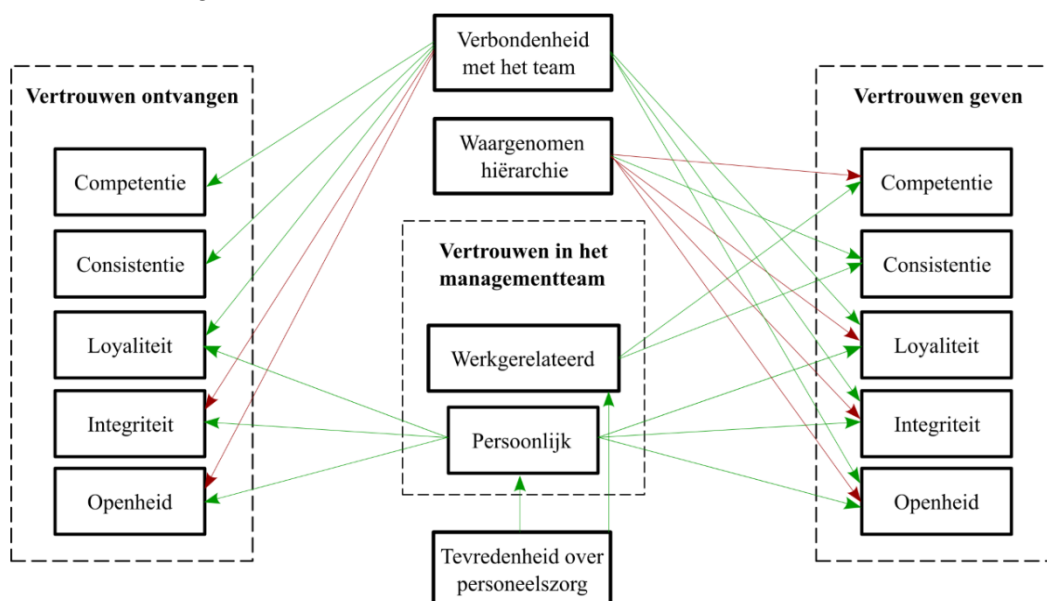 Verbondenheid
met het team
Vertrouwen ontvangen
Competentie
Consistentie
Loyaliteit
Integriteit
Openheid
Waargenomen
hiërarchie
Vertrouwen in het
managementteam
Werkgerelateerd
Persoonlijk
Tevredenheid over
personeelszorg
Vertrouwen geven
Competentie
Consistentie
Loyaliteit
Integriteit
Openheid